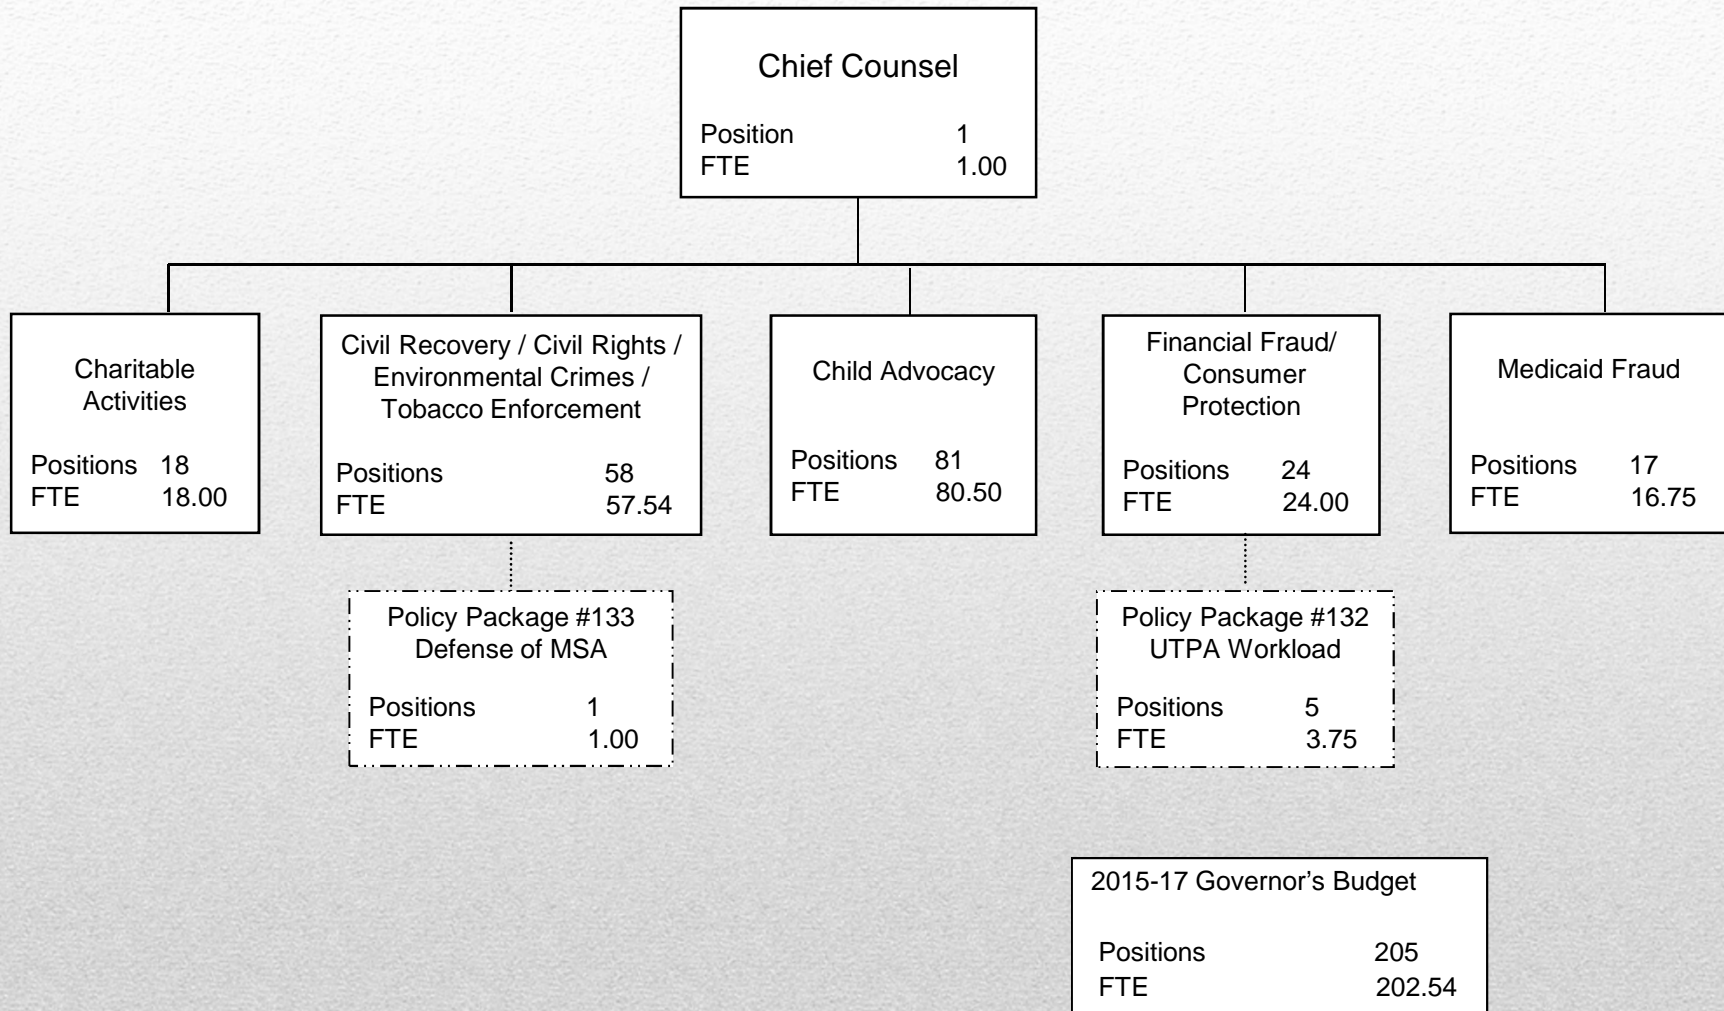 Chief Counsel
Position 1
FTE 1.00
Charitable
Activities
Positions 18
FTE 18.00
Civil Recovery / Civil Rights /
Environmental Crimes /
Tobacco Enforcement
Positions 58
FTE 57.54
Child Advocacy
Positions 81
FTE 80.50
Financial Fraud/
Consumer
Protection
Positions 24
FTE 24.00
Medicaid Fraud
Positions 17
FTE 16.75
Policy Package #133
Defense of MSA
Positions 1
FTE 1.00
Policy Package #132
UTPA Workload
Positions 5
FTE 3.75
2015-17 Governor’s Budget
Positions 205
FTE 202.54